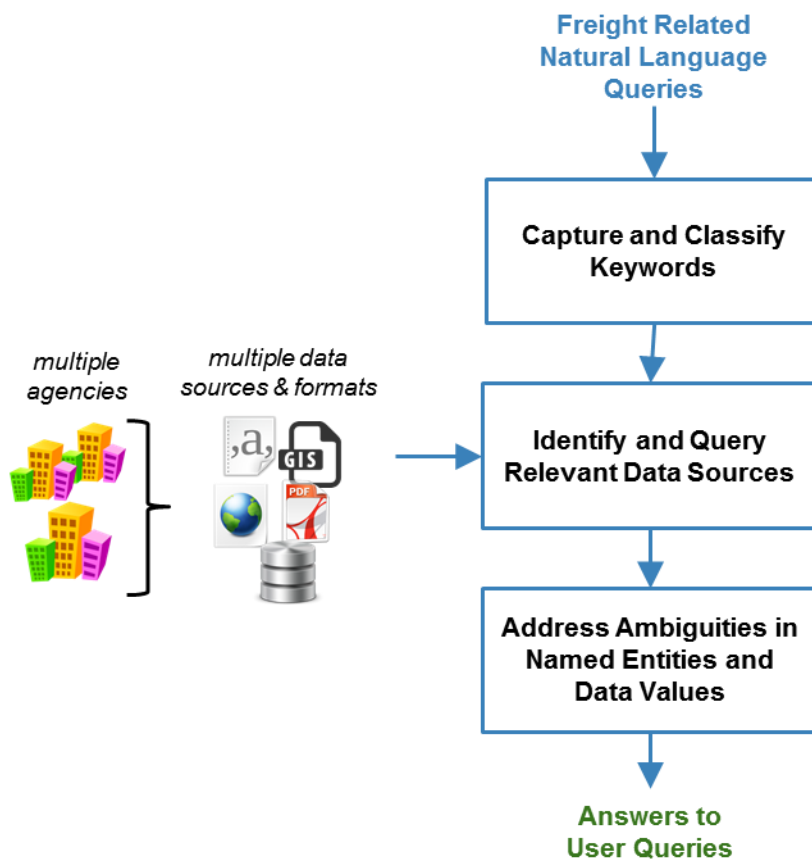 Freight Related
Natural Language
Queries
Capture and Classify
Keywords
multiple
agencies
multiple data
sources & formats
,a,
GIS
PDF
Identify and Query
Relevant Data Sources
Address Ambiguities in
Named Entities and
Data Values
Answers to
User Queries